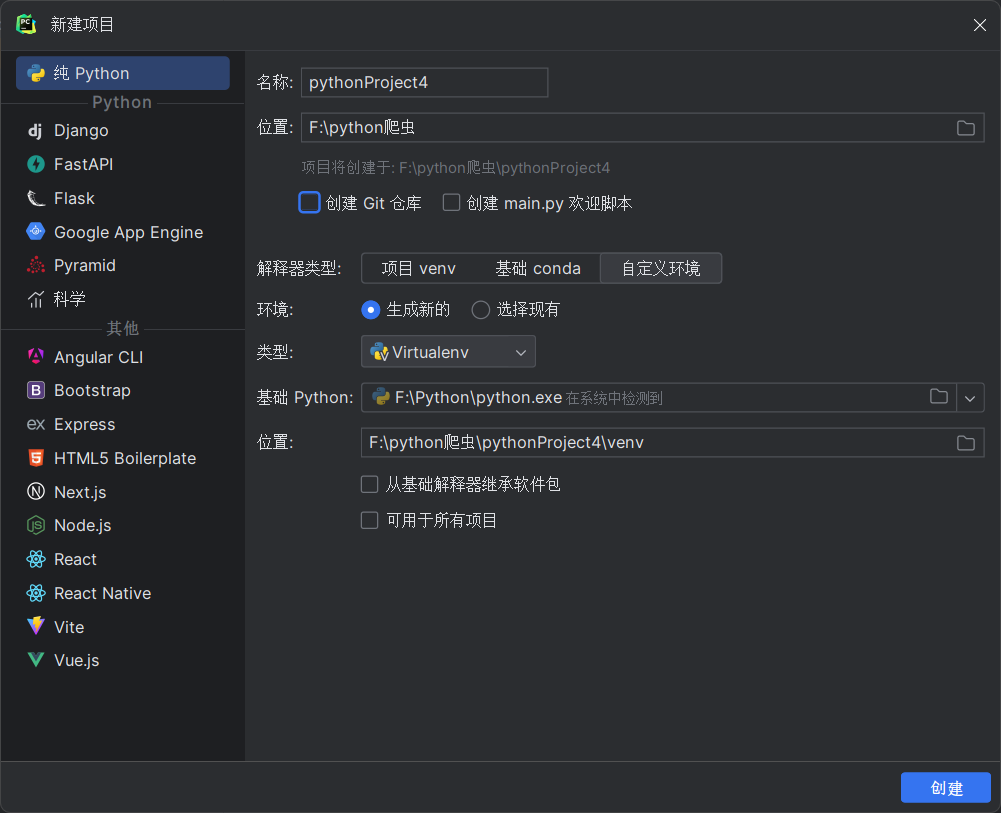 新建项目
纯 Python
Python
Django
FastAPI
Flask
Google App Engine
Pyramid
科学
其他
Angular CLI
Bootstrap
Express
HTML5 Boilerplate
Next.js
Node.js
React
React Native
Vite
Vue.js
名称: pythonProject4
位置: F:\python爬虫
项目将创建于: F:\python爬虫\pythonProject4
创建 Git 仓库 创建 main.py 欢迎脚本
解释器类型: 项目 venv 基础 conda 自定义环境
环境: 生成新的 选择现有
类型: Virtualenv
基础 Python: F:\Python\python.exe 在系统中检测到
位置: F:\python爬虫\pythonProject4\venv
从基础解释器继承软件包
可用于所有项目
创建